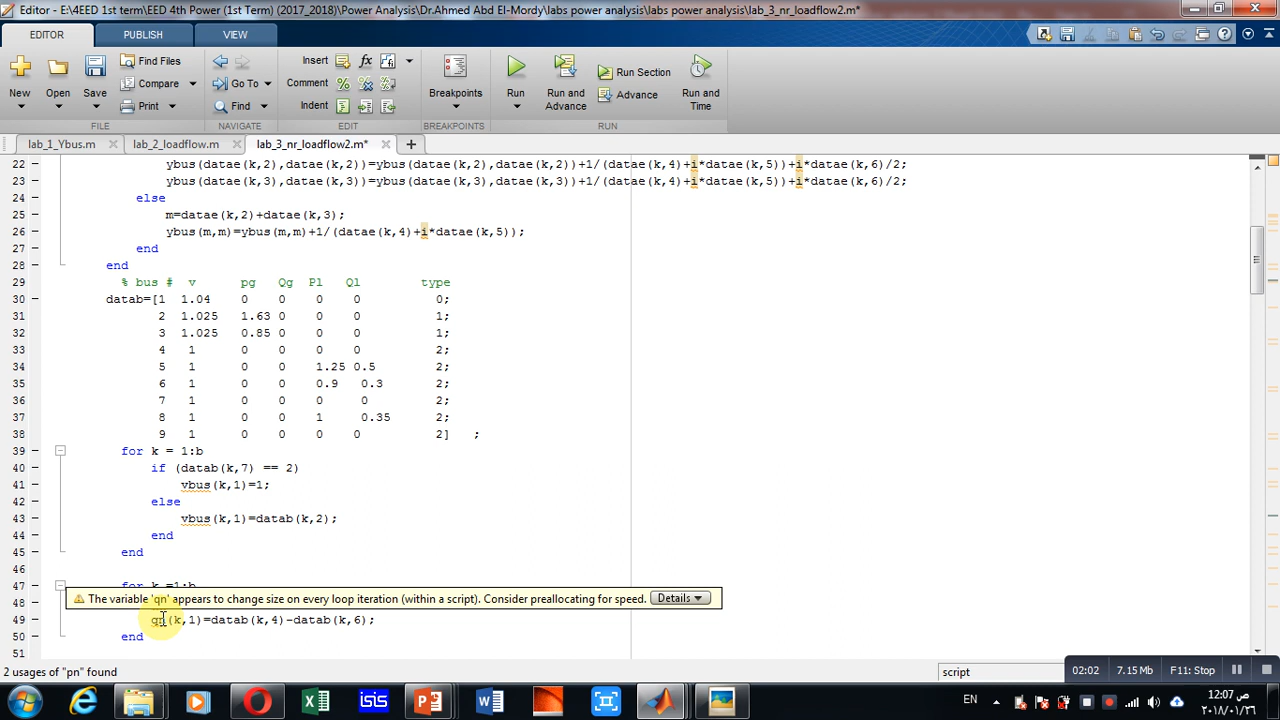 Editor - E:\4EED 1st term\EED 4th Power (1st Term) (2017_2018)\Power Analysis\Dr.Ahmed Abd El-Mordy\labs power analysis\labs power analysis\lab_3_nr_loadflow2.m*
EDITOR PUBLISH VIEW
New Open Save Find Files Compare Print
Go To Find
Insert fx Comment % Indent
Breakpoints
Run Run and Advance Run Section Advance Run and Time
FILE NAVIGATE EDIT BREAKPOINTS RUN
lab_1_Ybus.m lab_2_loadflow.m lab_3_nr_loadflow2.m*
22 ybus(datae(k,2),datae(k,2))=ybus(datae(k,2),datae(k,2))+1/(datae(k,4)+i*datae(k,5))+i*datae(k,6)/2;
23 ybus(datae(k,3),datae(k,3))=ybus(datae(k,3),datae(k,3))+1/(datae(k,4)+i*datae(k,5))+i*datae(k,6)/2;
24 else
25 m=datae(k,2)+datae(k,3);
26 ybus(m,m)=ybus(m,m)+1/(datae(k,4)+i*datae(k,5));
27 end
28 end
29 % bus # v pg Qg Pl Ql type
30 datab=[1 1.04 0 0 0 0 0;
31 2 1.025 1.63 0 0 0 1;
32 3 1.025 0.85 0 0 0 1;
33 4 1 0 0 0 0 2;
34 5 1 0 0 1.25 0.5 2;
35 6 1 0 0 0.9 0.3 2;
36 7 1 0 0 0 0 2;
37 8 1 0 0 1 0.35 2;
38 9 1 0 0 0 0 2] ;
39 for k = 1:b
40 if (datab(k,7) == 2)
41 vbus(k,1)=1;
42 else
43 vbus(k,1)=datab(k,2);
44 end
45 end
46
47 for k =1:b
48 The variable 'qn' appears to change size on every loop iteration (within a script). Consider preallocating for speed. Details
49 qn(k,1)=datab(k,4)-datab(k,6);
50 end
51
2 usages of "pn" found script
02:02 7.15 Mb F11: Stop
isis EN 12:07 ص
٢٠١٨/٠١/٢٦